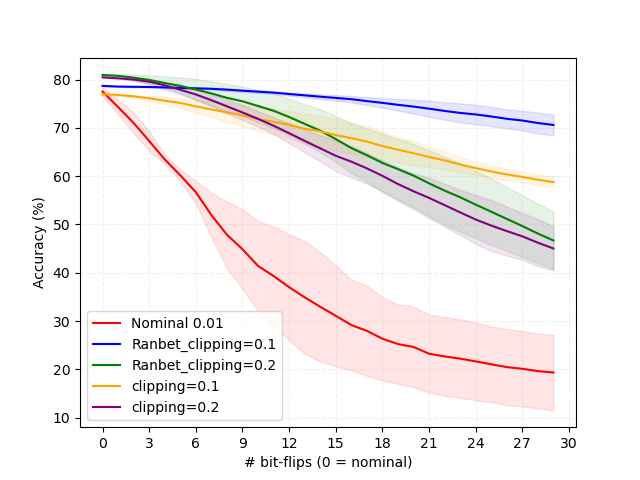 80
70
60
50
40
30
20
10
Accuracy (%)
Nominal 0.01
Ranbet_clipping=0.1
Ranbet_clipping=0.2
clipping=0.1
clipping=0.2
0 3 6 9 12 15 18 21 24 27 30
# bit-flips (0 = nominal)